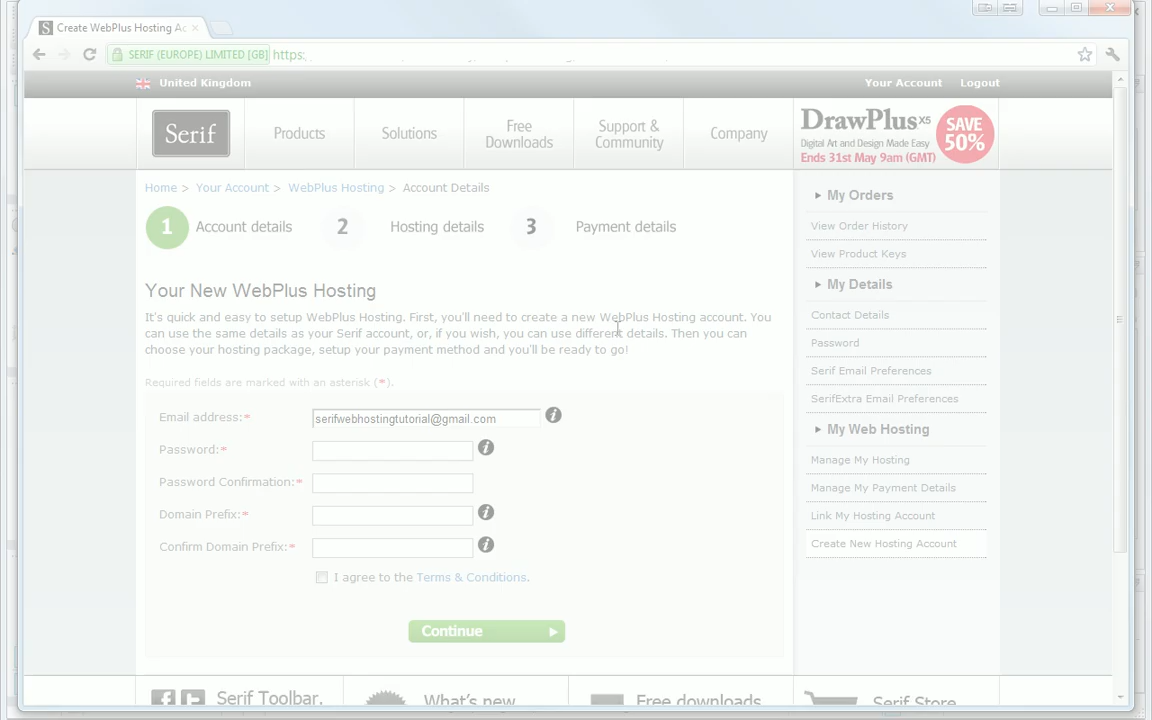 Create WebPlus Hosting Ac
SERIF (EUROPE) LIMITED [GB] https:
United Kingdom
Your Account Logout
Serif
Products
Solutions
Free Downloads
Support & Community
Company
DrawPlus X5
Digital Art and Design Made Easy
Ends 31st May 9am (GMT)
SAVE 50%
Home > Your Account > WebPlus Hosting > Account Details
1 Account details 2 Hosting details 3 Payment details
Your New WebPlus Hosting
It's quick and easy to setup WebPlus Hosting. First, you'll need to create a new WebPlus Hosting account. You
can use the same details as your Serif account, or, if you wish, you can use different details. Then you can
choose your hosting package, setup your payment method and you'll be ready to go!
Required fields are marked with an asterisk (*).
Email address:* serifwebhostingtutorial@gmail.com
Password:*
Password Confirmation:*
Domain Prefix:*
Confirm Domain Prefix:*
I agree to the Terms & Conditions.
Continue
My Orders
View Order History
View Product Keys
My Details
Contact Details
Password
Serif Email Preferences
SerifExtra Email Preferences
My Web Hosting
Manage My Hosting
Manage My Payment Details
Link My Hosting Account
Create New Hosting Account
Serif Toolbar.
What's new
Free downloads
Serif Store